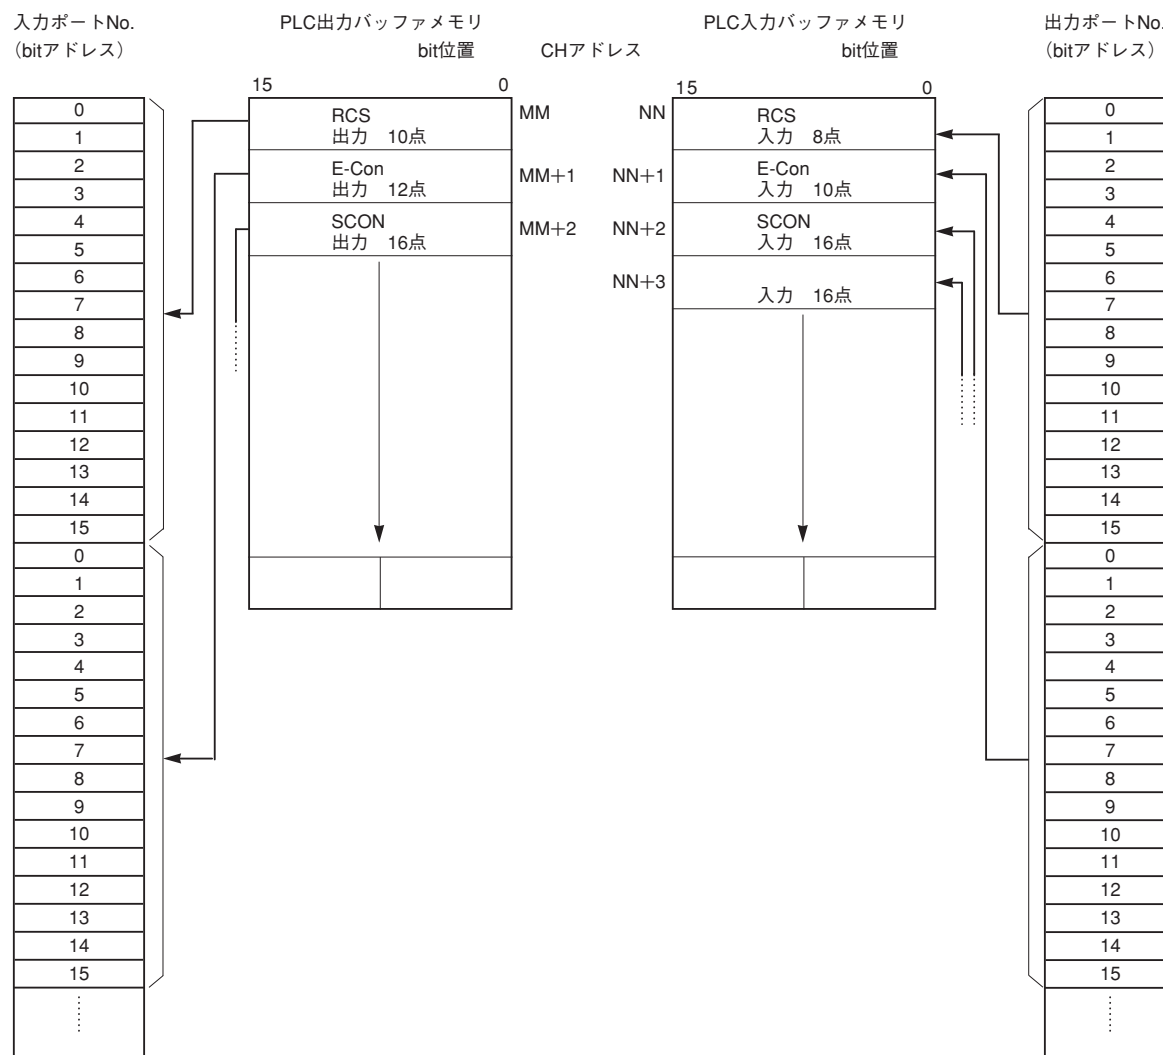 入力ポートNo.
（bitアドレス）
PLC出力バッファメモリ
bit位置
CHアドレス
PLC入力バッファメモリ
bit位置
出力ポートNo.
（bitアドレス）
15 0
15 0
0
1
2
3
4
5
6
7
8
9
10
11
12
13
14
15
0
1
2
3
4
5
6
7
8
9
10
11
12
13
14
15
RCS
出力 10点
E-Con
出力 12点
SCON
出力 16点
MM
MM＋1
MM＋2
NN
NN＋1
NN＋2
NN＋3
RCS
入力 8点
E-Con
入力 10点
SCON
入力 16点
入力 16点
0
1
2
3
4
5
6
7
8
9
10
11
12
13
14
15
0
1
2
3
4
5
6
7
8
9
10
11
12
13
14
15